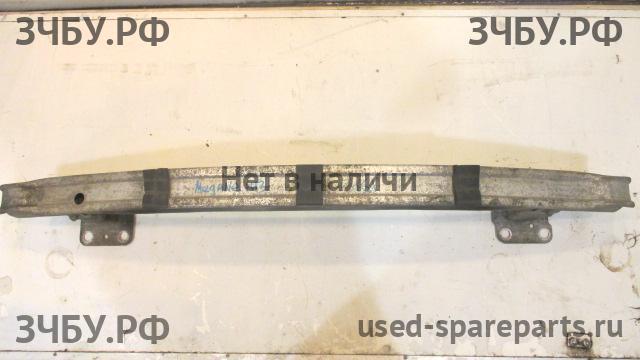 ЗЧБУ.РФ ЗЧБУ.РФ
Нет в наличи
ЗЧБУ.РФ used-spareparts.ru